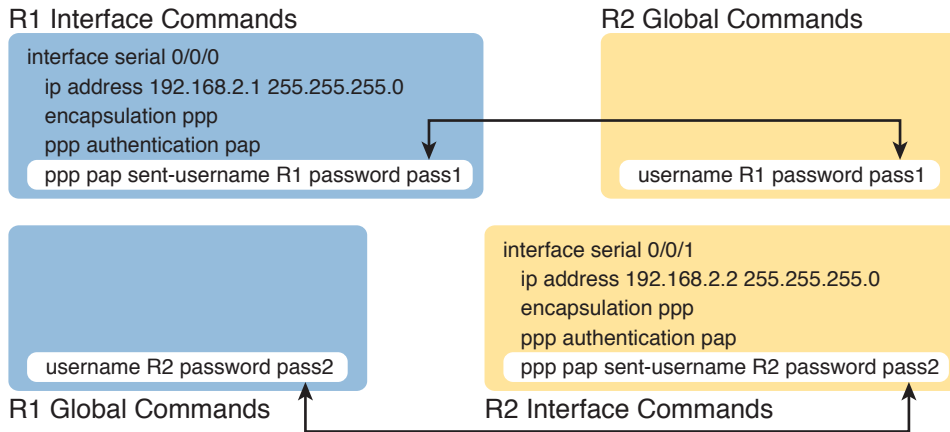 R1 Interface Commands
interface serial 0/0/0
ip address 192.168.2.1 255.255.255.0
encapsulation ppp
ppp authentication pap
ppp pap sent-username R1 password pass1
R2 Global Commands
username R1 password pass1
username R2 password pass2
R1 Global Commands
interface serial 0/0/1
ip address 192.168.2.2 255.255.255.0
encapsulation ppp
ppp authentication pap
ppp pap sent-username R2 password pass2
R2 Interface Commands